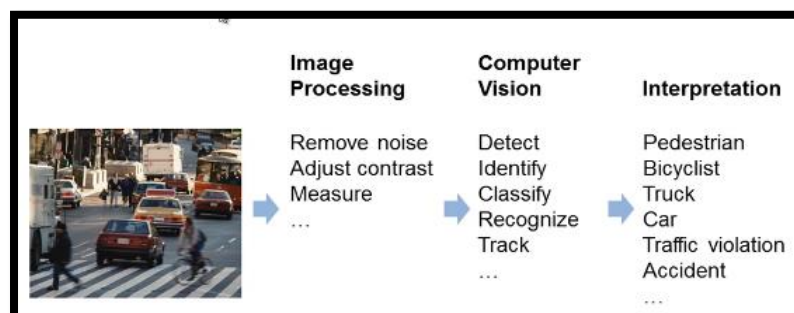 Image
Processing
Remove noise
Adjust contrast
Measure
…
Computer
Vision
Detect
Identify
Classify
Recognize
Track
…
Interpretation
Pedestrian
Bicyclist
Truck
Car
Traffic violation
Accident
…